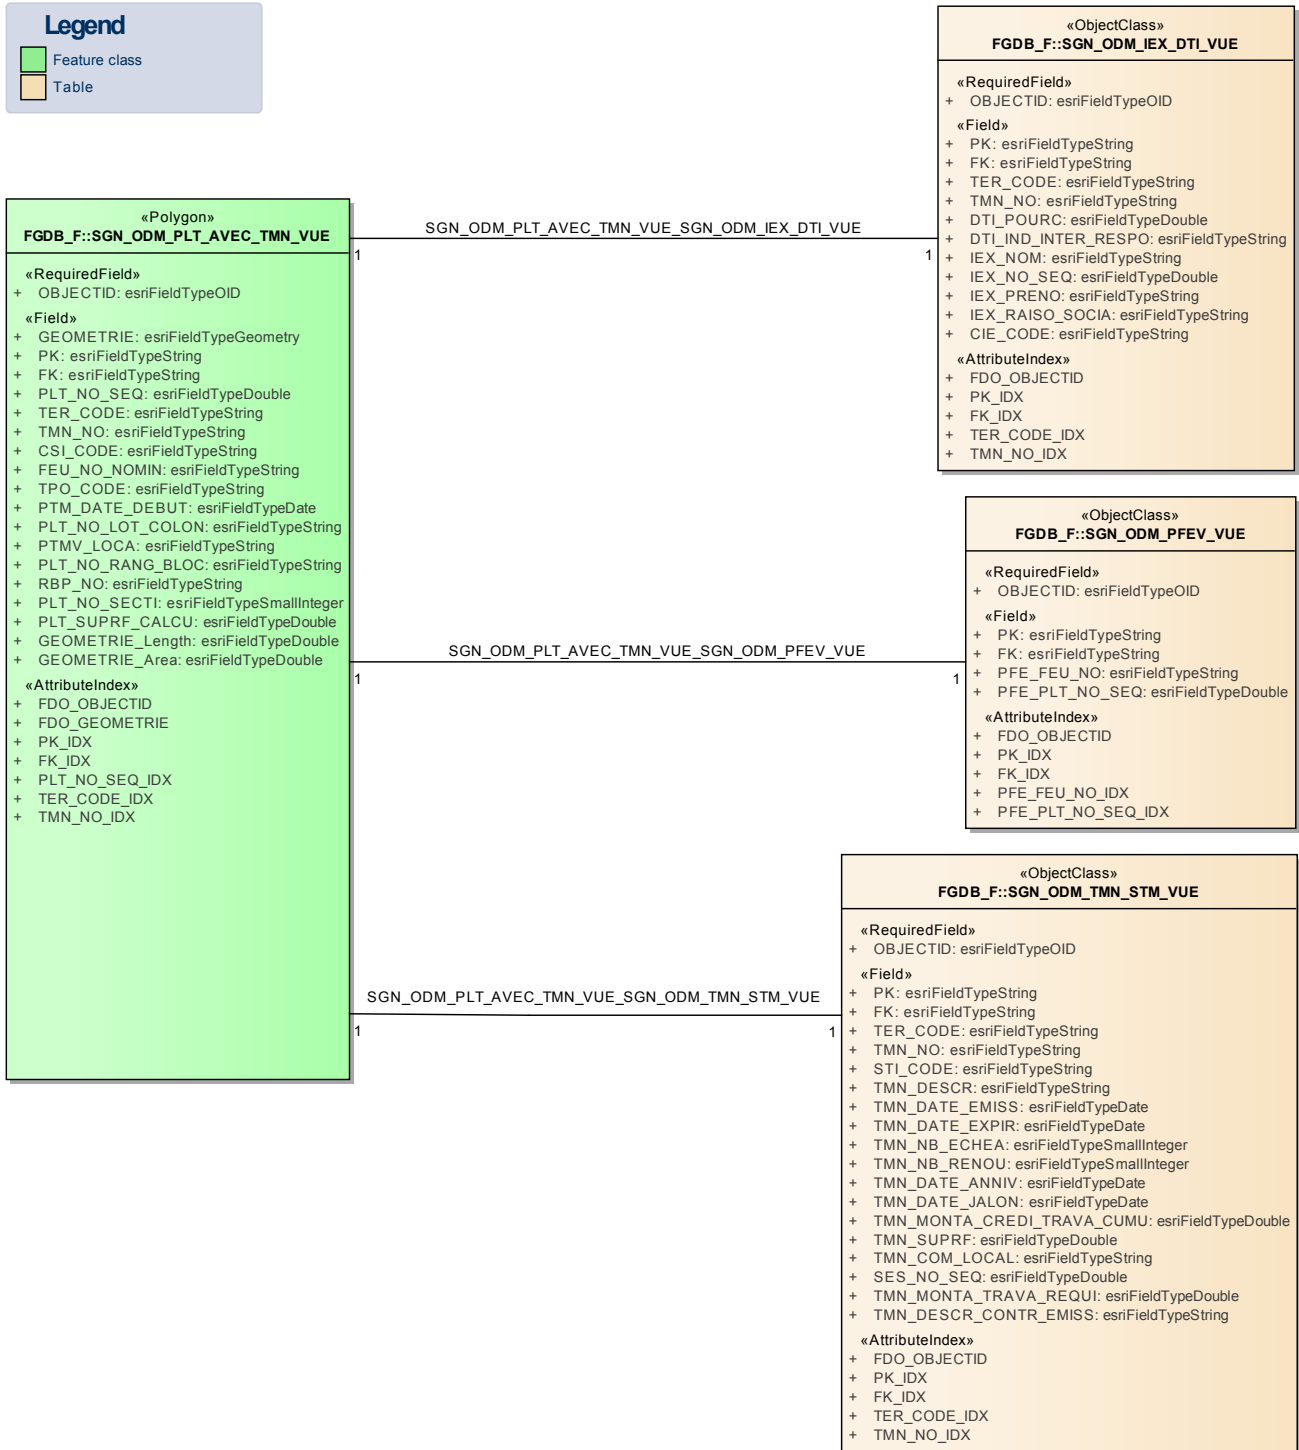 Legend
Feature class
Table
«Polygon»
FGDB_F::SGN_ODM_PLT_AVEC_TMN_VUE
«RequiredField»
+ OBJECTID: esriFieldTypeOID
«Field»
+ GEOMETRIE: esriFieldTypeGeometry
+ PK: esriFieldTypeString
+ FK: esriFieldTypeString
+ PLT_NO_SEQ: esriFieldTypeDouble
+ TER_CODE: esriFieldTypeString
+ TMN_NO: esriFieldTypeString
+ CSI_CODE: esriFieldTypeString
+ FEU_NO_NOMIN: esriFieldTypeString
+ TPO_CODE: esriFieldTypeString
+ PTM_DATE_DEBUT: esriFieldTypeDate
+ PLT_NO_LOT_COLON: esriFieldTypeString
+ PTMV_LOCA: esriFieldTypeString
+ PLT_NO_RANG_BLOC: esriFieldTypeString
+ RBP_NO: esriFieldTypeString
+ PLT_NO_SECTI: esriFieldTypeSmallInteger
+ PLT_SUPRF_CALCU: esriFieldTypeDouble
+ GEOMETRIE_Length: esriFieldTypeDouble
+ GEOMETRIE_Area: esriFieldTypeDouble
«AttributeIndex»
+ FDO_OBJECTID
+ FDO_GEOMETRIE
+ PK_IDX
+ FK_IDX
+ PLT_NO_SEQ_IDX
+ TER_CODE_IDX
+ TMN_NO_IDX
SGN_ODM_PLT_AVEC_TMN_VUE_SGN_ODM_IEX_DTI_VUE
1
1
«ObjectClass»
FGDB_F::SGN_ODM_IEX_DTI_VUE
«RequiredField»
+ OBJECTID: esriFieldTypeOID
«Field»
+ PK: esriFieldTypeString
+ FK: esriFieldTypeString
+ TER_CODE: esriFieldTypeString
+ TMN_NO: esriFieldTypeString
+ DTI_POURC: esriFieldTypeDouble
+ DTI_IND_INTER_RESPO: esriFieldTypeString
+ IEX_NOM: esriFieldTypeString
+ IEX_NO_SEQ: esriFieldTypeDouble
+ IEX_PRENO: esriFieldTypeString
+ IEX_RAISO_SOCIA: esriFieldTypeString
+ CIE_CODE: esriFieldTypeString
«AttributeIndex»
+ FDO_OBJECTID
+ PK_IDX
+ FK_IDX
+ TER_CODE_IDX
+ TMN_NO_IDX
SGN_ODM_PLT_AVEC_TMN_VUE_SGN_ODM_PFEV_VUE
1
1
«ObjectClass»
FGDB_F::SGN_ODM_PFEV_VUE
«RequiredField»
+ OBJECTID: esriFieldTypeOID
«Field»
+ PK: esriFieldTypeString
+ FK: esriFieldTypeString
+ PFE_FEU_NO: esriFieldTypeString
+ PFE_PLT_NO_SEQ: esriFieldTypeDouble
«AttributeIndex»
+ FDO_OBJECTID
+ PK_IDX
+ FK_IDX
+ PFE_FEU_NO_IDX
+ PFE_PLT_NO_SEQ_IDX
SGN_ODM_PLT_AVEC_TMN_VUE_SGN_ODM_TMN_STM_VUE
1
1
«ObjectClass»
FGDB_F::SGN_ODM_TMN_STM_VUE
«RequiredField»
+ OBJECTID: esriFieldTypeOID
«Field»
+ PK: esriFieldTypeString
+ FK: esriFieldTypeString
+ TER_CODE: esriFieldTypeString
+ TMN_NO: esriFieldTypeString
+ STI_CODE: esriFieldTypeString
+ TMN_DESCR: esriFieldTypeString
+ TMN_DATE_EMISS: esriFieldTypeDate
+ TMN_DATE_EXPIR: esriFieldTypeDate
+ TMN_NB_ECHEA: esriFieldTypeSmallInteger
+ TMN_NB_RENOU: esriFieldTypeSmallInteger
+ TMN_DATE_ANNIV: esriFieldTypeDate
+ TMN_DATE_JALON: esriFieldTypeDate
+ TMN_MONTA_CREDI_TRAVA_CUMU: esriFieldTypeDouble
+ TMN_SUPRF: esriFieldTypeDouble
+ TMN_COM_LOCAL: esriFieldTypeString
+ SES_NO_SEQ: esriFieldTypeDouble
+ TMN_MONTA_TRAVA_REQUI: esriFieldTypeDouble
+ TMN_DESCR_CONTR_EMISS: esriFieldTypeString
«AttributeIndex»
+ FDO_OBJECTID
+ PK_IDX
+ FK_IDX
+ TER_CODE_IDX
+ TMN_NO_IDX